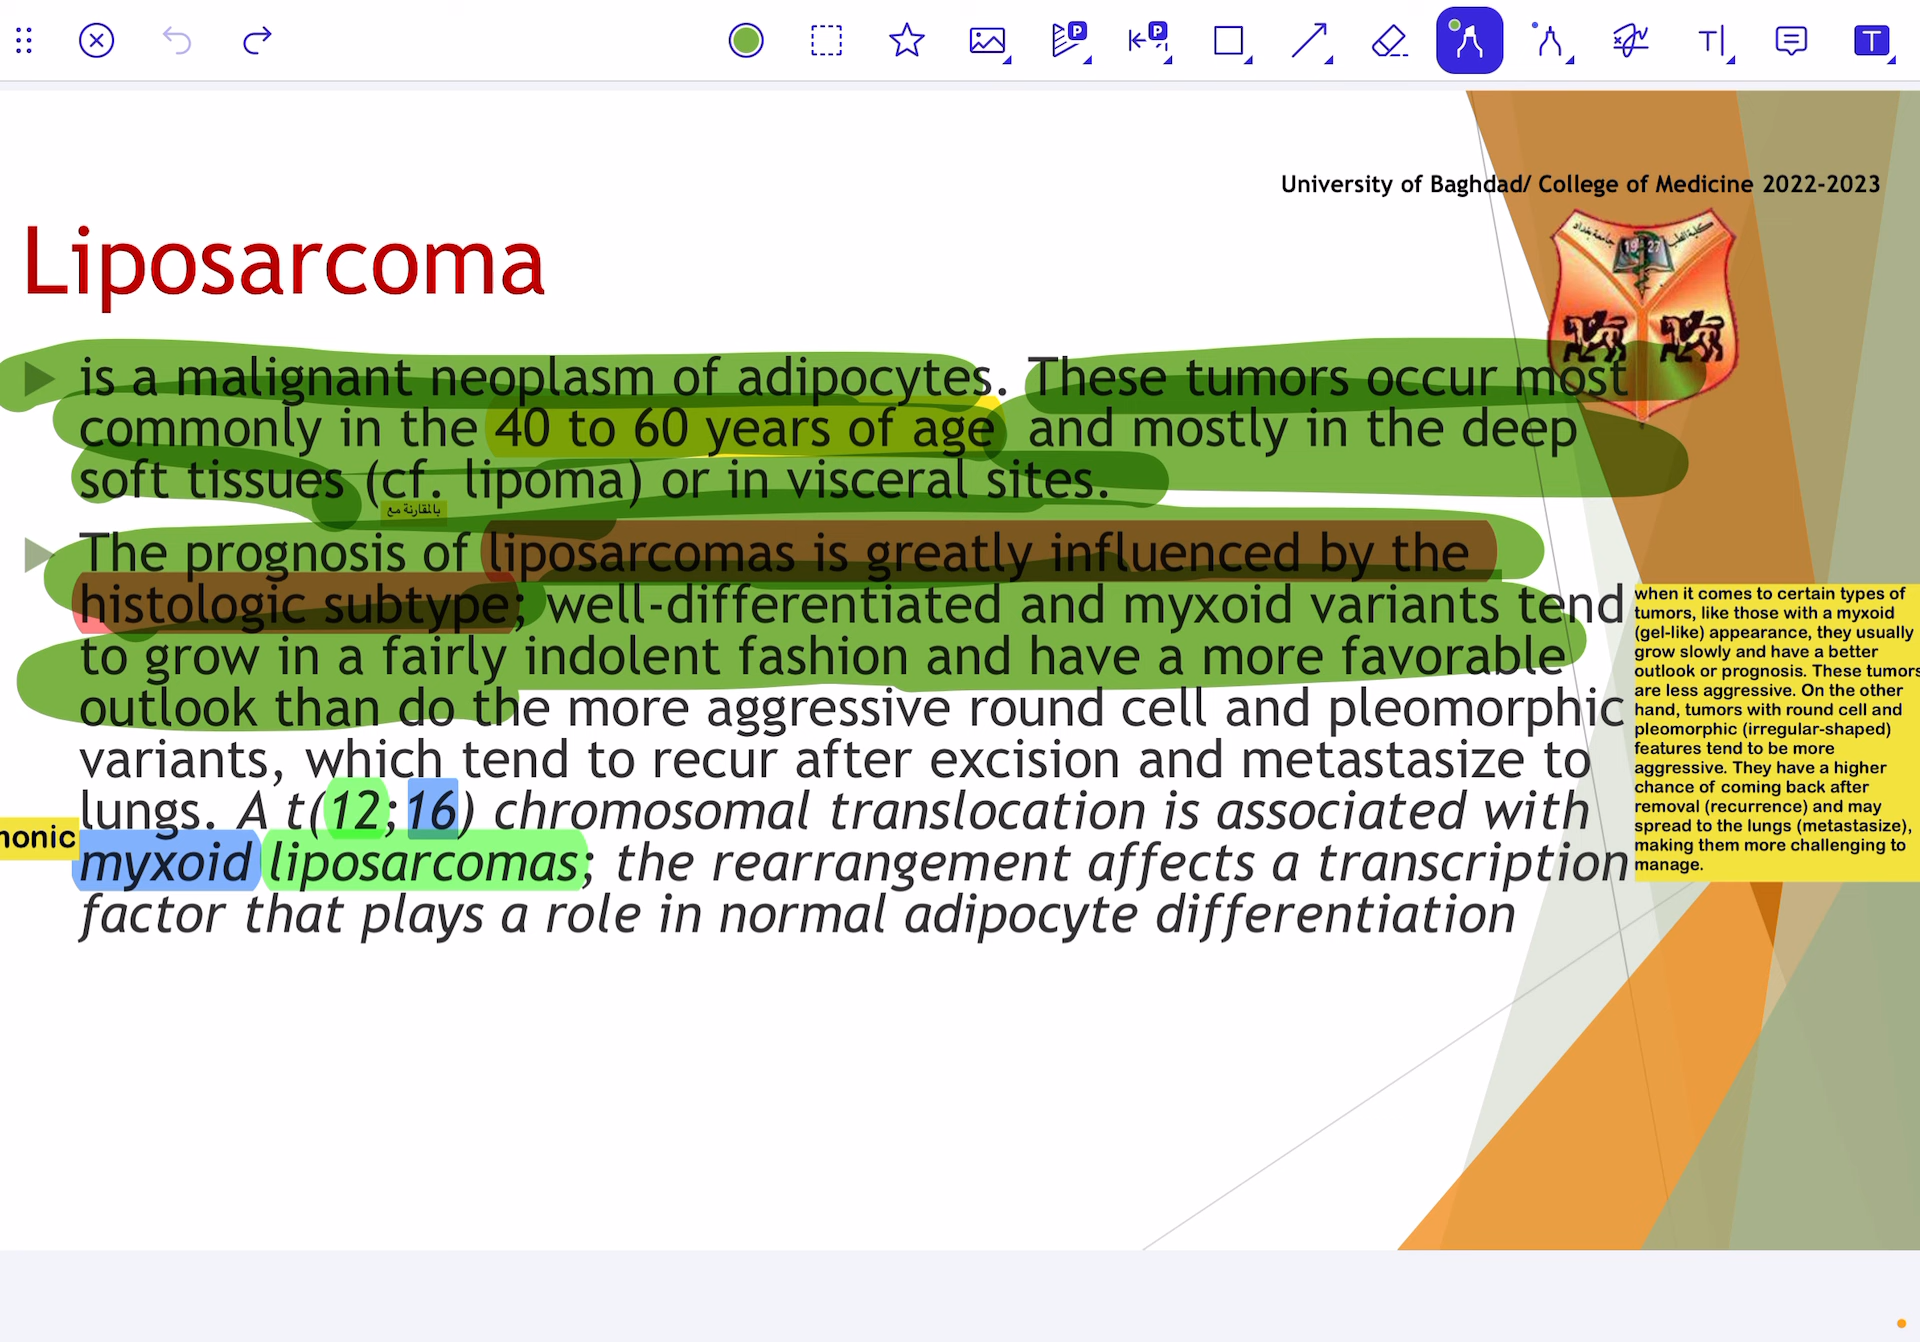 University of Baghdad/ College of Medicine 2022-2023
كلية الطب
جامعة بغداد
19 27
Liposarcoma
is a malignant neoplasm of adipocytes. These tumors occur most
commonly in the 40 to 60 years of age and mostly in the deep
soft tissues (cf. lipoma) or in visceral sites.
بالمقارنة مع
The prognosis of liposarcomas is greatly influenced by the
histologic subtype; well-differentiated and myxoid variants tend
to grow in a fairly indolent fashion and have a more favorable
outlook than do the more aggressive round cell and pleomorphic
variants, which tend to recur after excision and metastasize to
lungs. A t(12;16) chromosomal translocation is associated with
monic
myxoid liposarcomas; the rearrangement affects a transcription
factor that plays a role in normal adipocyte differentiation
when it comes to certain types of
tumors, like those with a myxoid
(gel-like) appearance, they usually
grow slowly and have a better
outlook or prognosis. These tumors
are less aggressive. On the other
hand, tumors with round cell and
pleomorphic (irregular-shaped)
features tend to be more
aggressive. They have a higher
chance of coming back after
removal (recurrence) and may
spread to the lungs (metastasize),
making them more challenging to
manage.